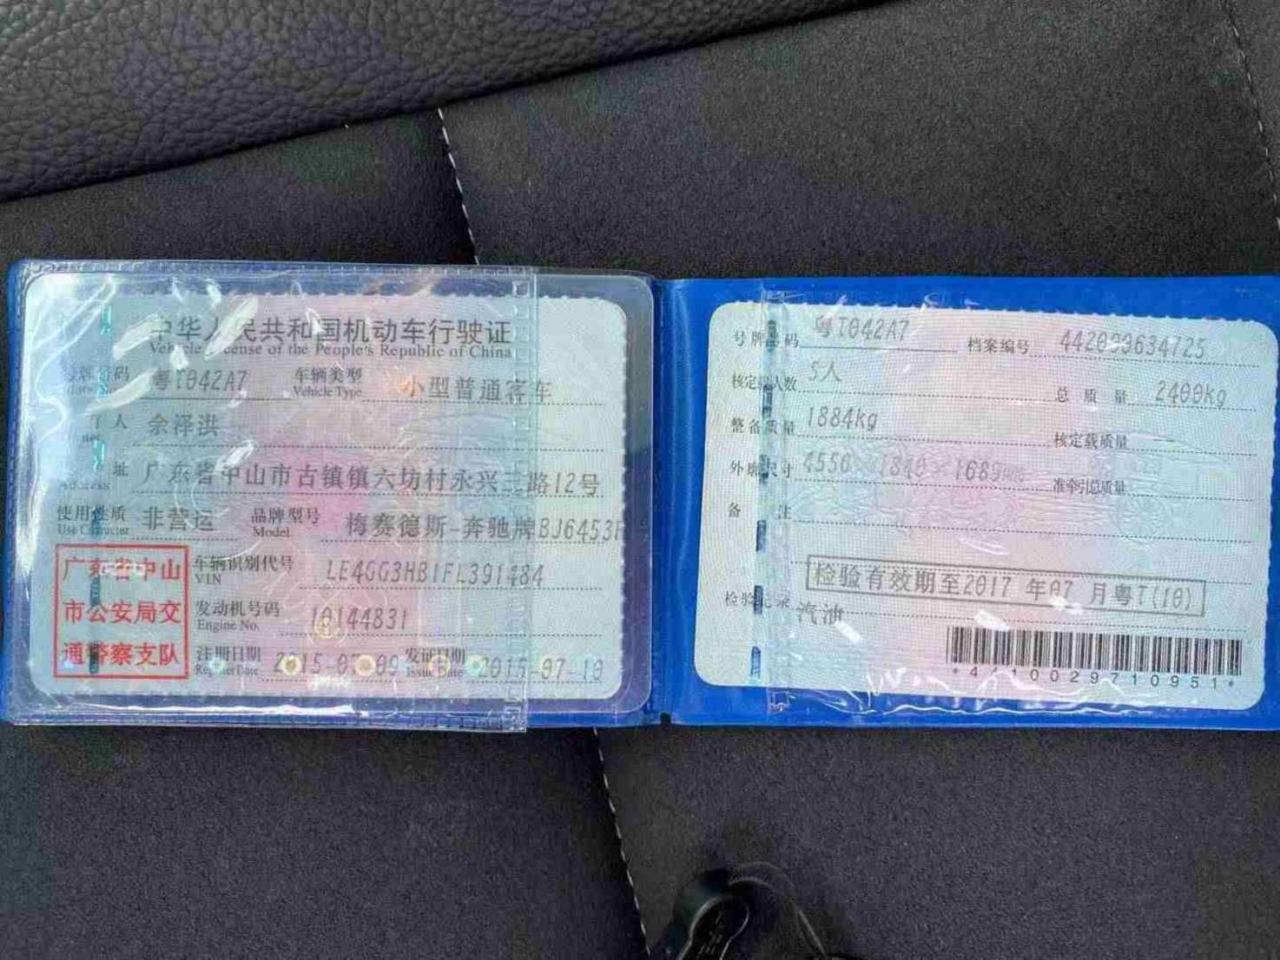 中华人民共和国机动车行驶证
Vehicle License of the People's Republic of China
号牌号码 粤T042A7 车辆类型 小型普通客车
Vehicle Type
人 余泽洪
址 广东省中山市古镇镇六坊村永兴二路12号
Address
使用性质 非营运 品牌型号 梅赛德斯-奔驰牌BJ6453
Use Character Model
广东省中山
市公安局交
通警察支队
车辆识别代号 LE4GG3HB1FL391484
VIN
发动机号码 10144831
Engine No.
注册日期 2015-07-09 发证日期 2015-07-10
Register Date Issue Date
号牌号码 粤T042A7 档案编号 442000634725
核定载人数 5人 总质量 2400kg
整备质量 1884kg 核定载质量
外廓尺寸 4556×1840×1689mm 准牵引总质量
备注
检验有效期至2017年07月粤T(10)
检验记录 汽油
*4410029710951*